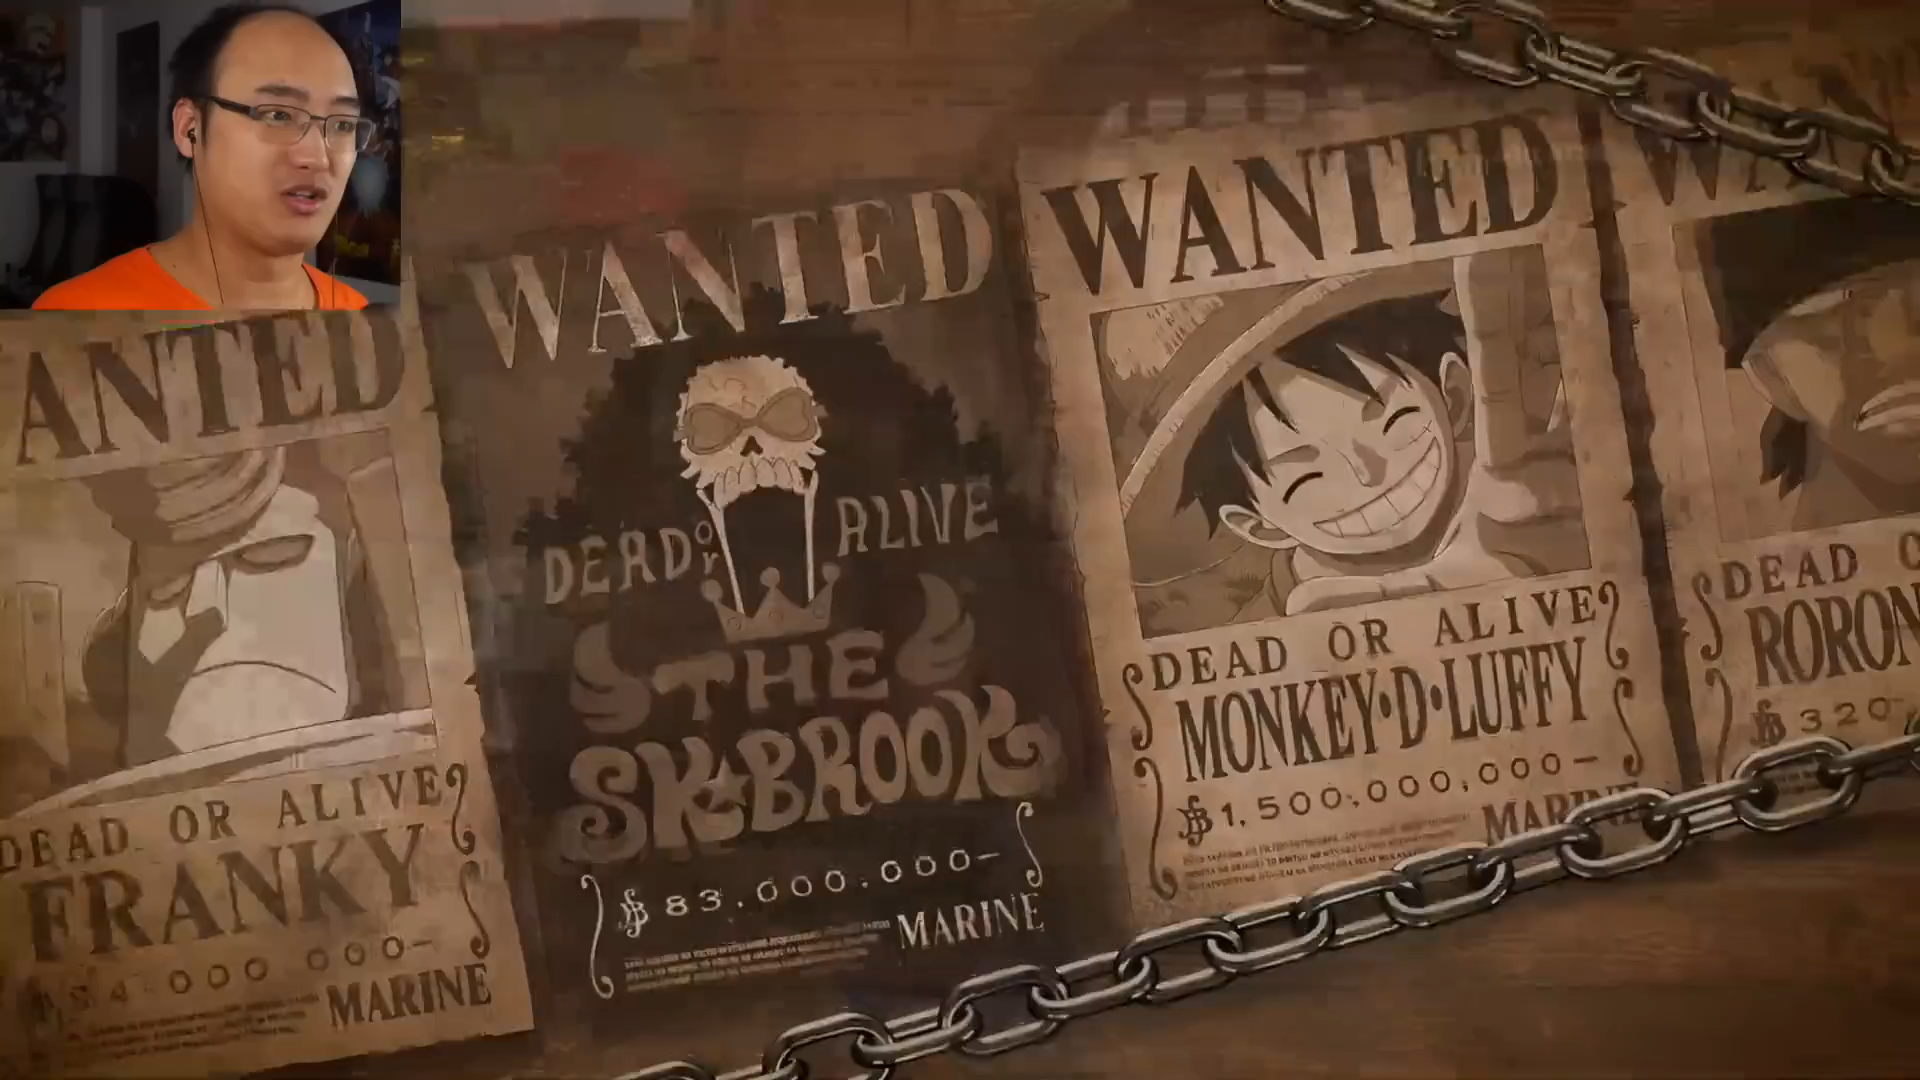 ANTED
DEAD OR ALIVE
FRANKY
000 000-
MARINE
WANTED
DEAD or ALIVE
THE
SK BROOK
83.000.000-
MARINE
WANTED
DEAD OR ALIVE
MONKEY·D·LUFFY
1,500,000,000-
MARINE
WAN
DEAD O
RORON
320-